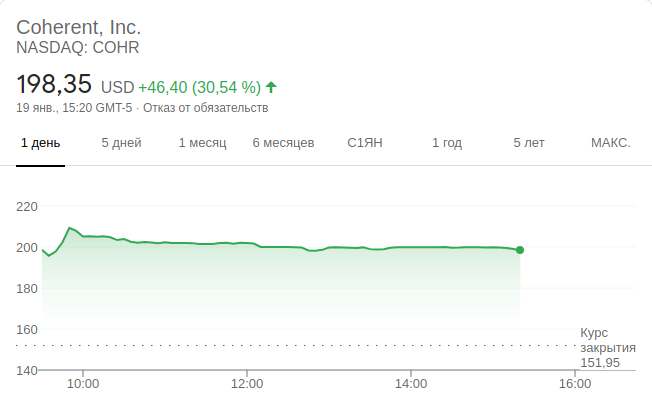 Coherent, Inc.
NASDAQ: COHR
198,35 USD +46,40 (30,54 %)
19 янв., 15:20 GMT-5 · Отказ от обязательств
1 день 5 дней 1 месяц 6 месяцев С1ЯН 1 год 5 лет МАКС.
220
200
180
160
Курс
закрытия
151,95
140
10:00 12:00 14:00 16:00